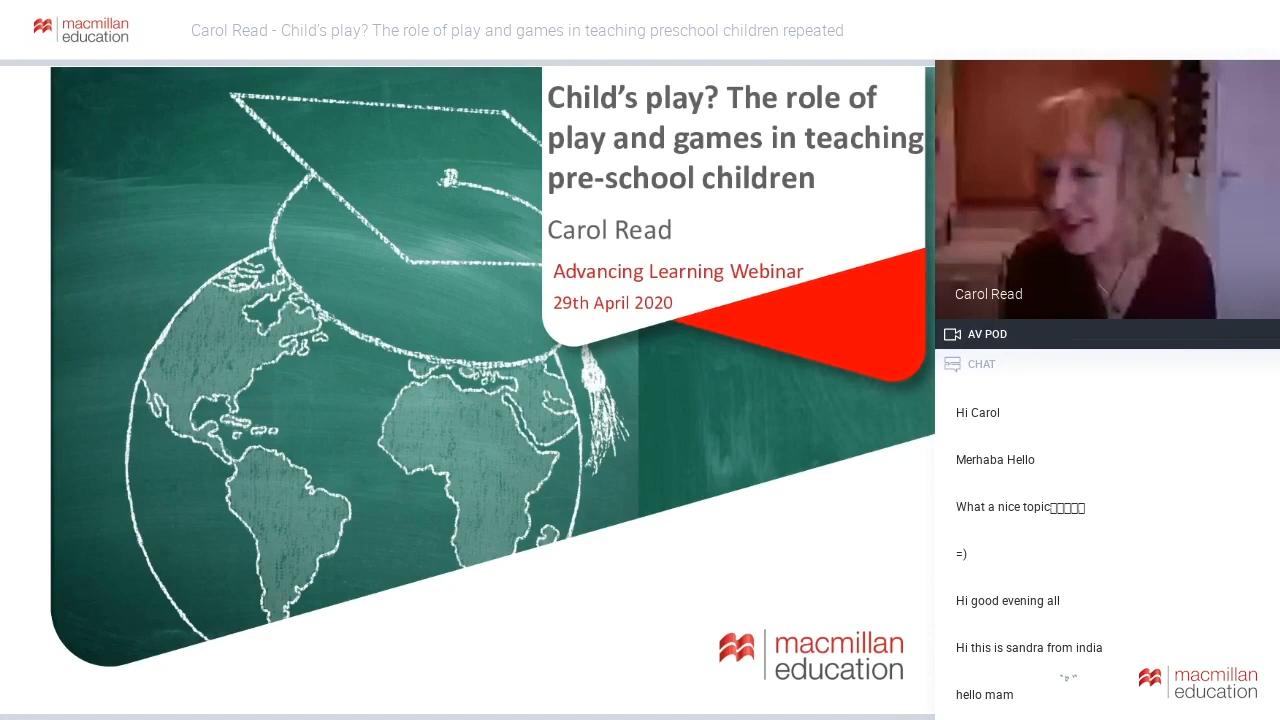 macmillan
education
Carol Read - Child's play? The role of play and games in teaching preschool children repeated
Child’s play? The role of
play and games in teaching
pre-school children
Carol Read
Advancing Learning Webinar
29th April 2020
macmillan
education
Carol Read
AV POD
CHAT
Hi Carol
Merhaba Hello
What a nice topic
=)
Hi good evening all
Hi this is sandra from india
hello mam
macmillan
education